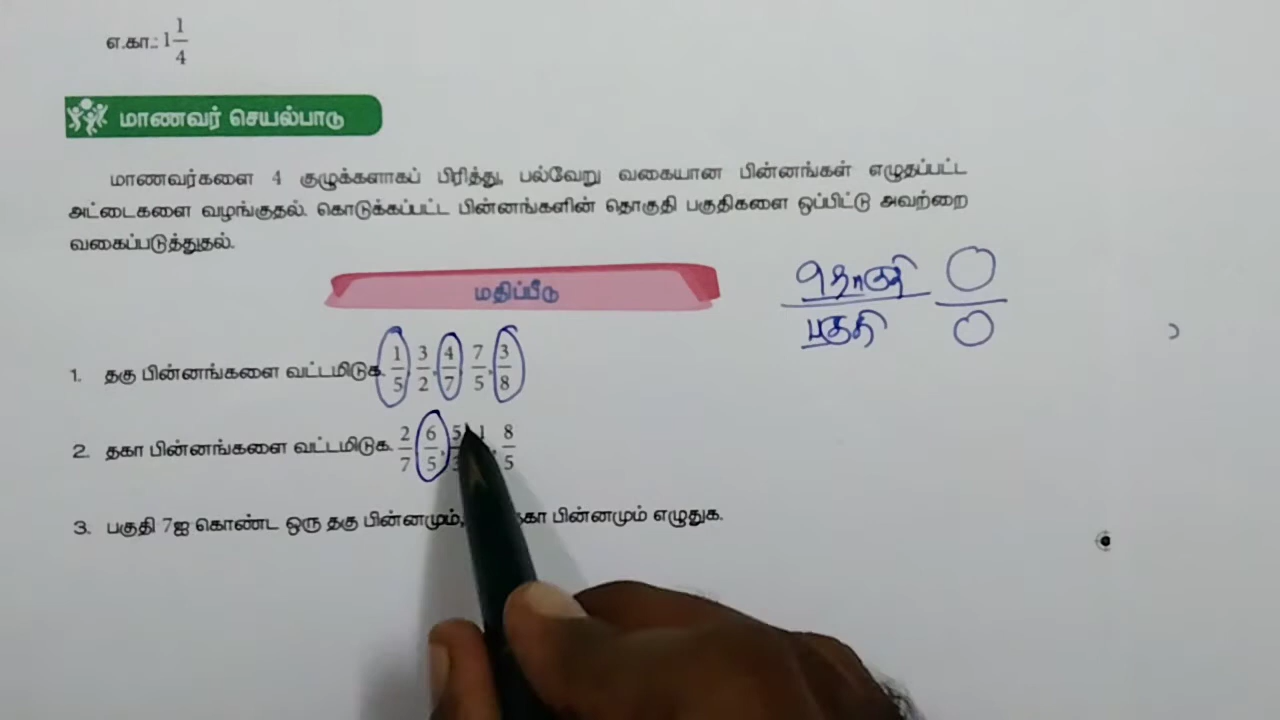 எ.கா.: 1 1/4
மாணவர் செயல்பாடு
மாணவர்களை 4 குழுக்களாகப் பிரித்து, பல்வேறு வகையான பின்னங்கள் எழுதப்பட்ட
அட்டைகளை வழங்குதல். கொடுக்கப்பட்ட பின்னங்களின் தொகுதி பகுதிகளை ஒப்பிட்டு அவற்றை
வகைப்படுத்துதல்.
மதிப்பீடு
தொகுதி
பகுதி
1. தகு பின்னங்களை வட்டமிடுக. 1/5, 3/2, 4/7, 7/5, 3/8
2. தகா பின்னங்களை வட்டமிடுக. 2/7, 6/5, 5/3 1 , 8/5
3. பகுதி 7ஐ கொண்ட ஒரு தகு பின்னமும், பின்னமும் எழுதுக.